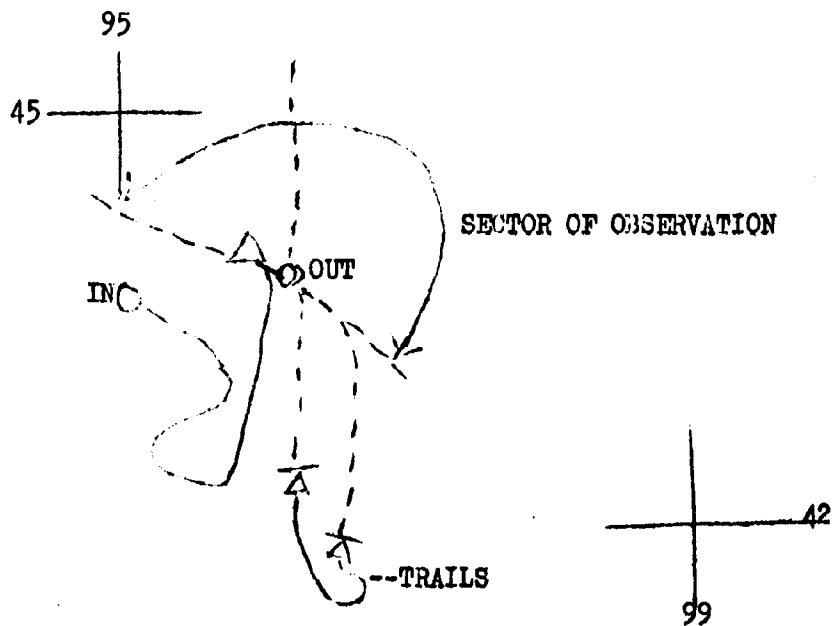 95
45
SECTOR OF OBSERVATION
OUT
IN
42
--TRAILS
99